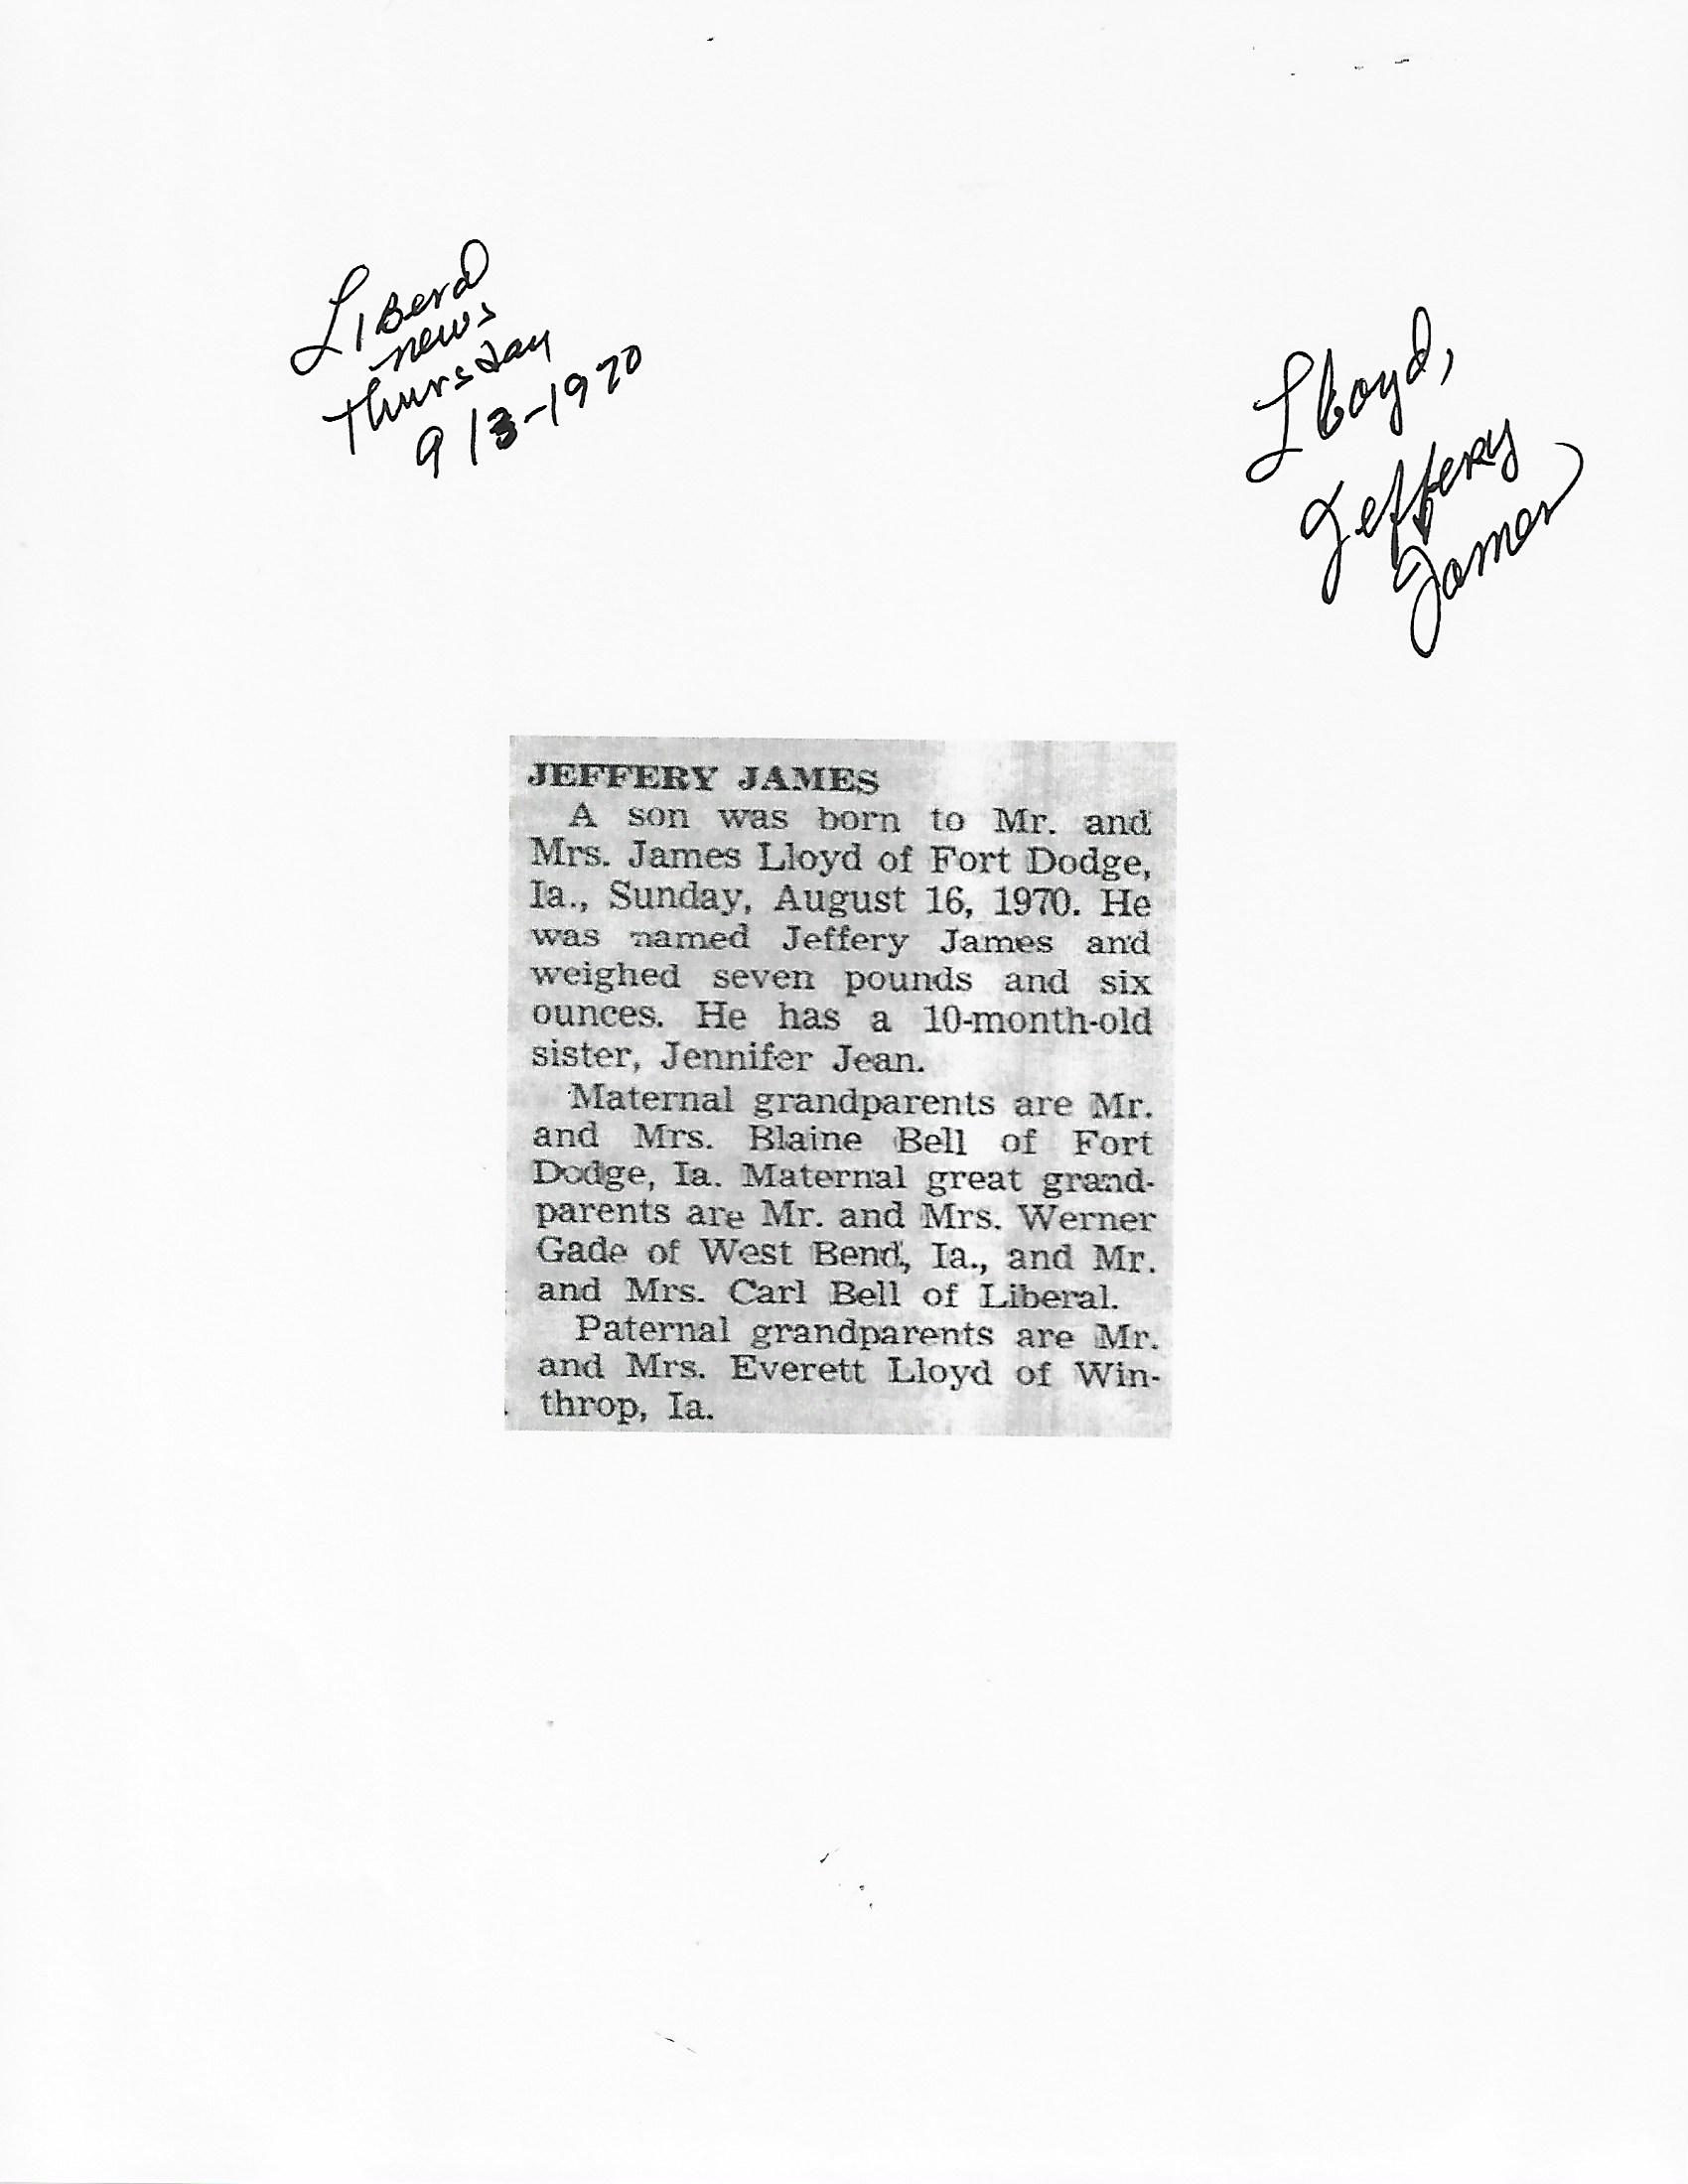 Liberal
news
Thursday
9/3-1970
Lloyd,
Jeffery
James
JEFFERY JAMES
A son was born to Mr. and
Mrs. James Lloyd of Fort Dodge,
Ia., Sunday, August 16, 1970. He
was named Jeffery James and
weighed seven pounds and six
ounces. He has a 10-month-old
sister, Jennifer Jean.
Maternal grandparents are Mr.
and Mrs. Blaine Bell of Fort
Dodge, Ia. Maternal great grand-
parents are Mr. and Mrs. Werner
Gade of West Bend, Ia., and Mr.
and Mrs. Carl Bell of Liberal.
Paternal grandparents are Mr.
and Mrs. Everett Lloyd of Win-
throp, Ia.